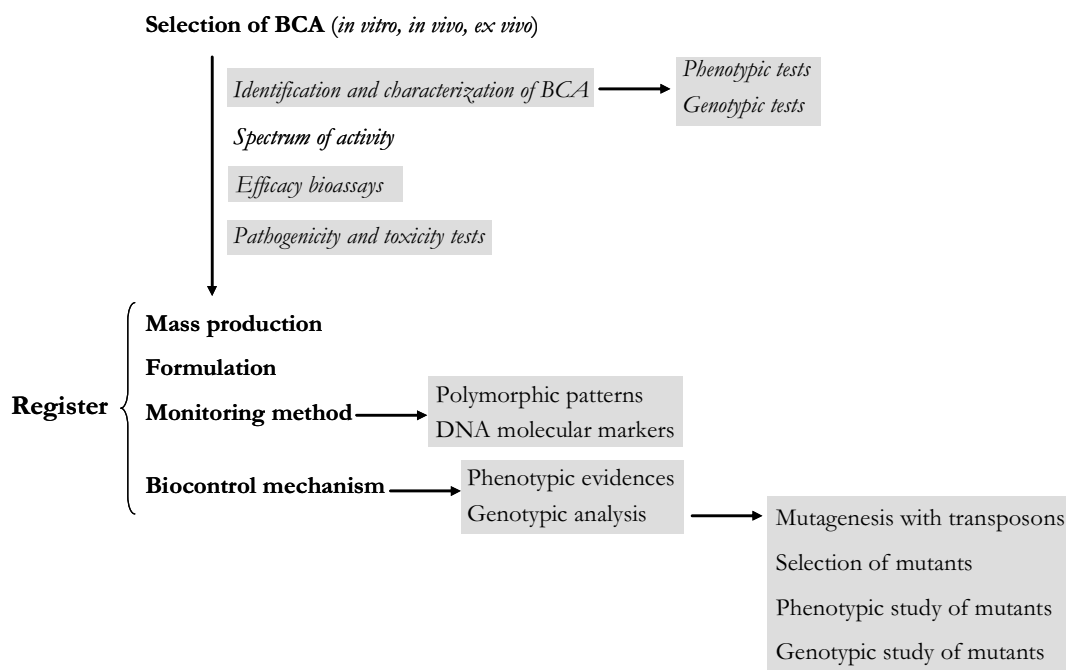 Selection of BCA (in vitro, in vivo, ex vivo)
Identification and characterization of BCA
Phenotypic tests
Genotypic tests
Spectrum of activity
Efficacy bioassays
Pathogenicity and toxicity tests
Register
Mass production
Formulation
Monitoring method
Polymorphic patterns
DNA molecular markers
Biocontrol mechanism
Phenotypic evidences
Genotypic analysis
Mutagenesis with transposons
Selection of mutants
Phenotypic study of mutants
Genotypic study of mutants